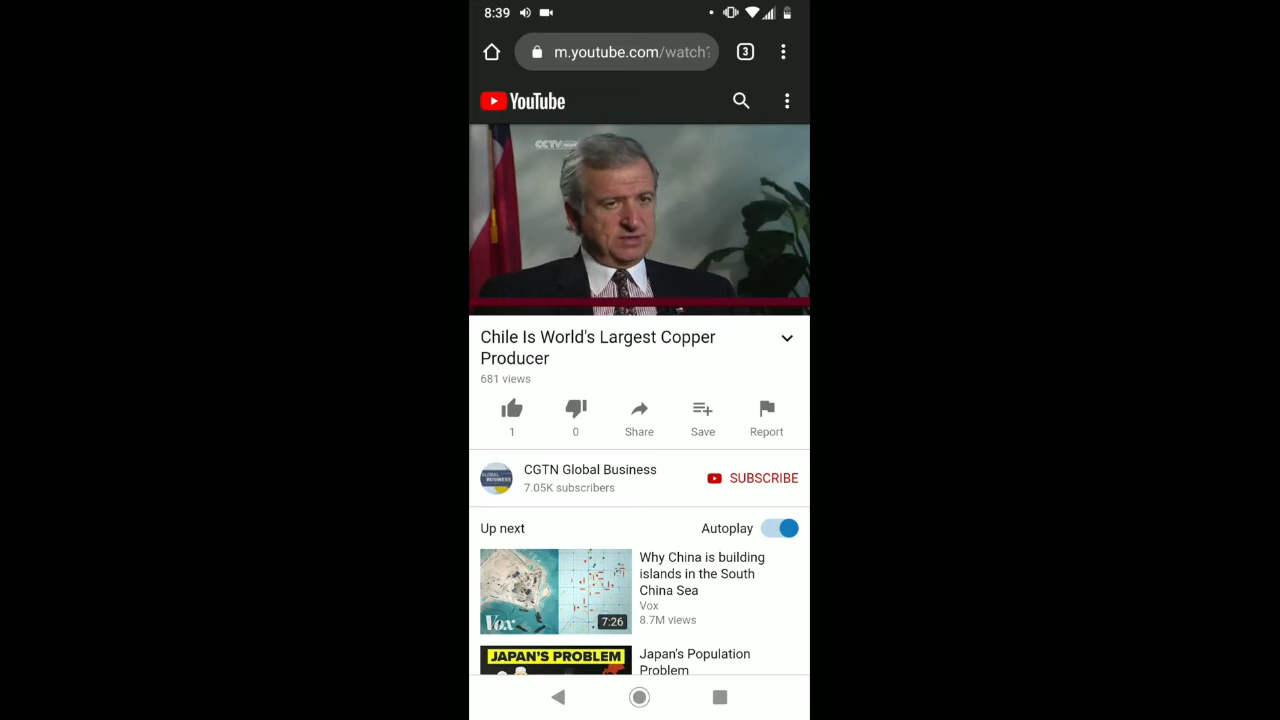 8:39
m.youtube.com/watch?
3
YouTube
CCTV
Chile Is World's Largest Copper
Producer
681 views
1
0
Share
Save
Report
GLOBAL
BUSINESS
CGTN Global Business
7.05K subscribers
SUBSCRIBE
Up next
Autoplay
Vox
7:26
Why China is building
islands in the South
China Sea
Vox
8.7M views
JAPAN'S PROBLEM
Japan's Population
Problem